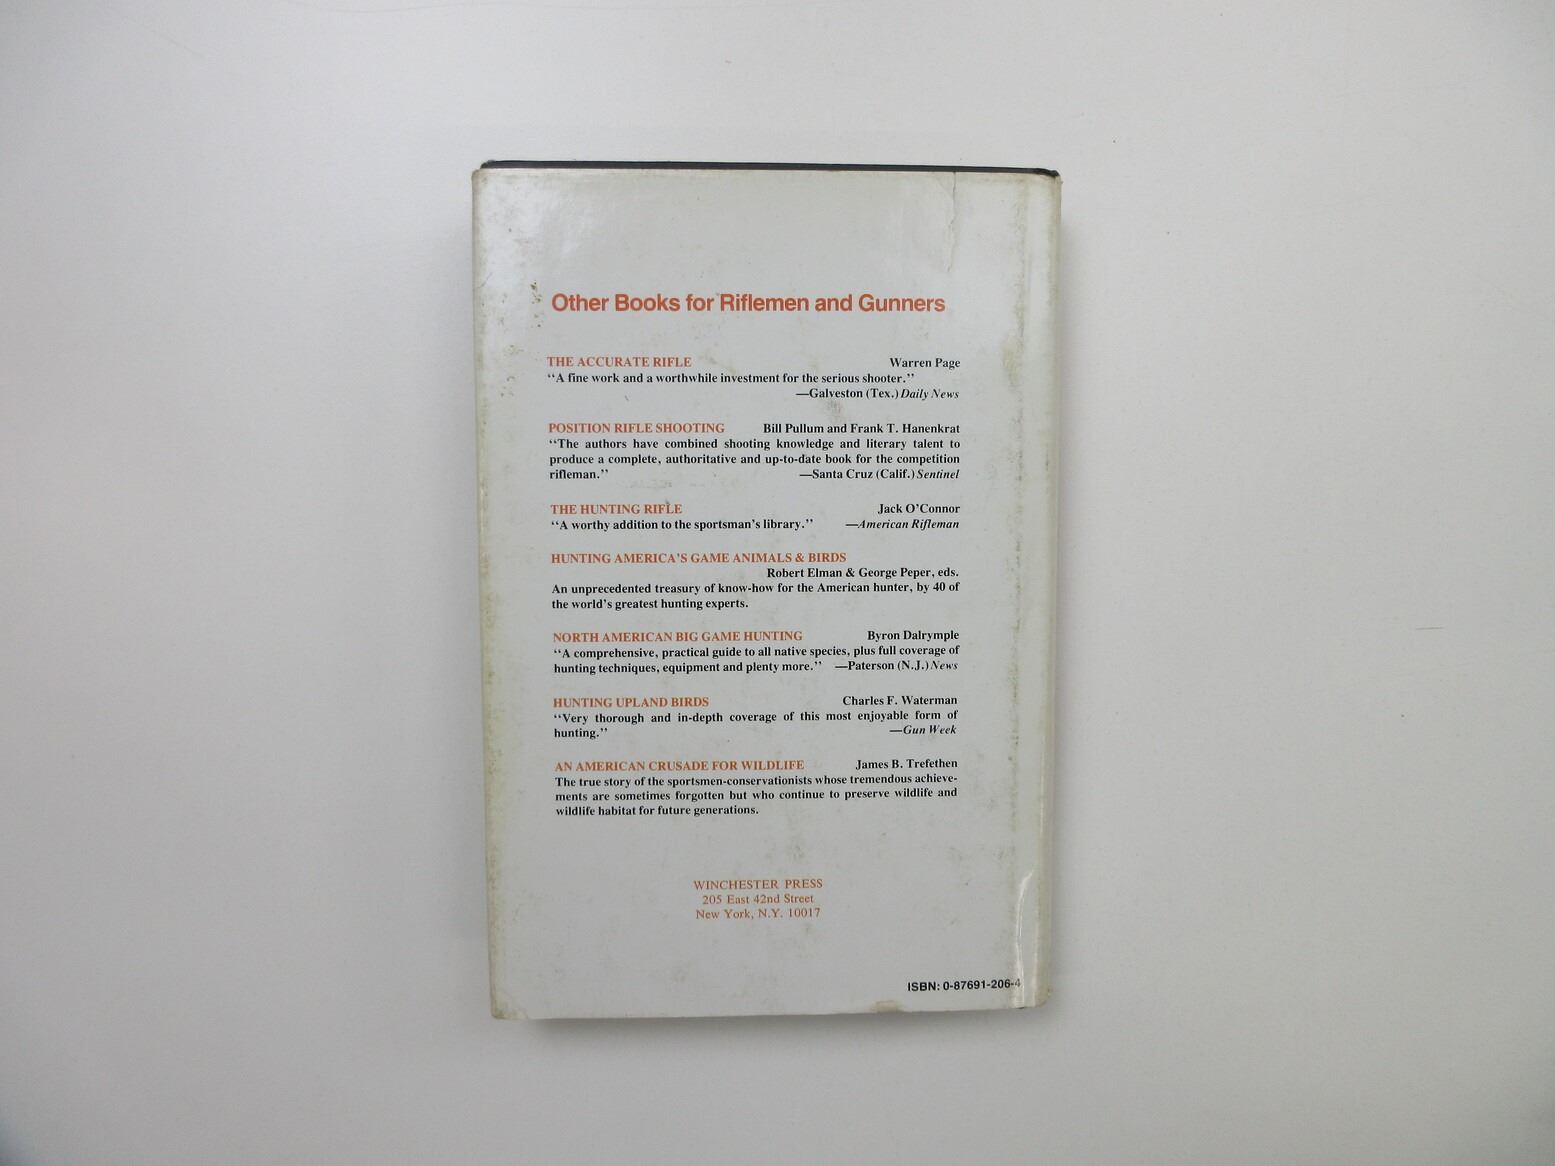 Other Books for Riflemen and Gunners
THE ACCURATE RIFLE Warren Page
‘‘A fine work and a worthwhile investment for the serious shooter.’’
—Galveston (Tex.) Daily News
POSITION RIFLE SHOOTING Bill Pullum and Frank T. Hanenkrat
‘‘The authors have combined shooting knowledge and literary talent to
produce a complete, authoritative and up-to-date book for the competition
rifleman.’’ —Santa Cruz (Calif.) Sentinel
THE HUNTING RIFLE Jack O’Connor
‘‘A worthy addition to the sportsman’s library.’’ —American Rifleman
HUNTING AMERICA’S GAME ANIMALS & BIRDS
Robert Elman & George Peper, eds.
An unprecedented treasury of know-how for the American hunter, by 40 of
the world’s greatest hunting experts.
NORTH AMERICAN BIG GAME HUNTING Byron Dalrymple
‘‘A comprehensive, practical guide to all native species, plus full coverage of
hunting techniques, equipment and plenty more.’’ —Paterson (N.J.) News
HUNTING UPLAND BIRDS Charles F. Waterman
‘‘Very thorough and in-depth coverage of this most enjoyable form of
hunting.’’ —Gun Week
AN AMERICAN CRUSADE FOR WILDLIFE James B. Trefethen
The true story of the sportsmen-conservationists whose tremendous achieve-
ments are sometimes forgotten but who continue to preserve wildlife and
wildlife habitat for future generations.
WINCHESTER PRESS
205 East 42nd Street
New York, N.Y. 10017
ISBN: 0-87691-206-4